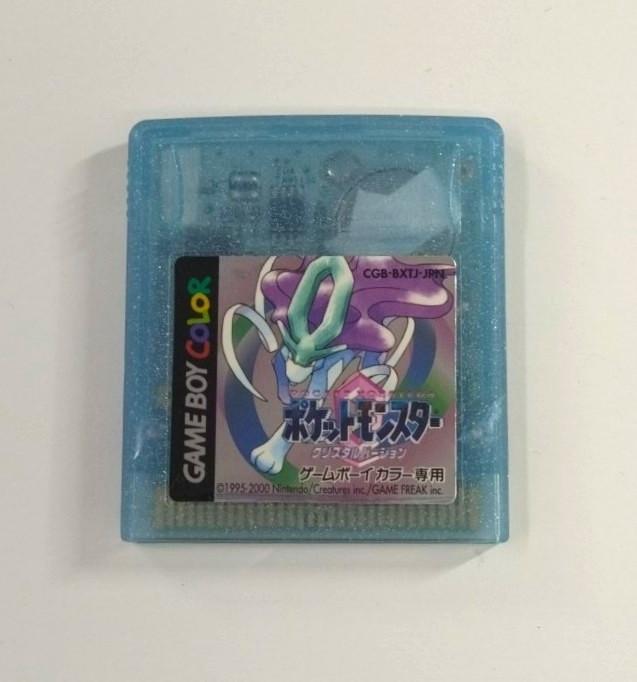 GAME BOY COLOR
CGB-BXTJ-JPN
ポケットモンスター
クリスタルバージョン
ゲームボーイカラー専用
©1995-2000 Nintendo/Creatures inc./GAME FREAK inc.